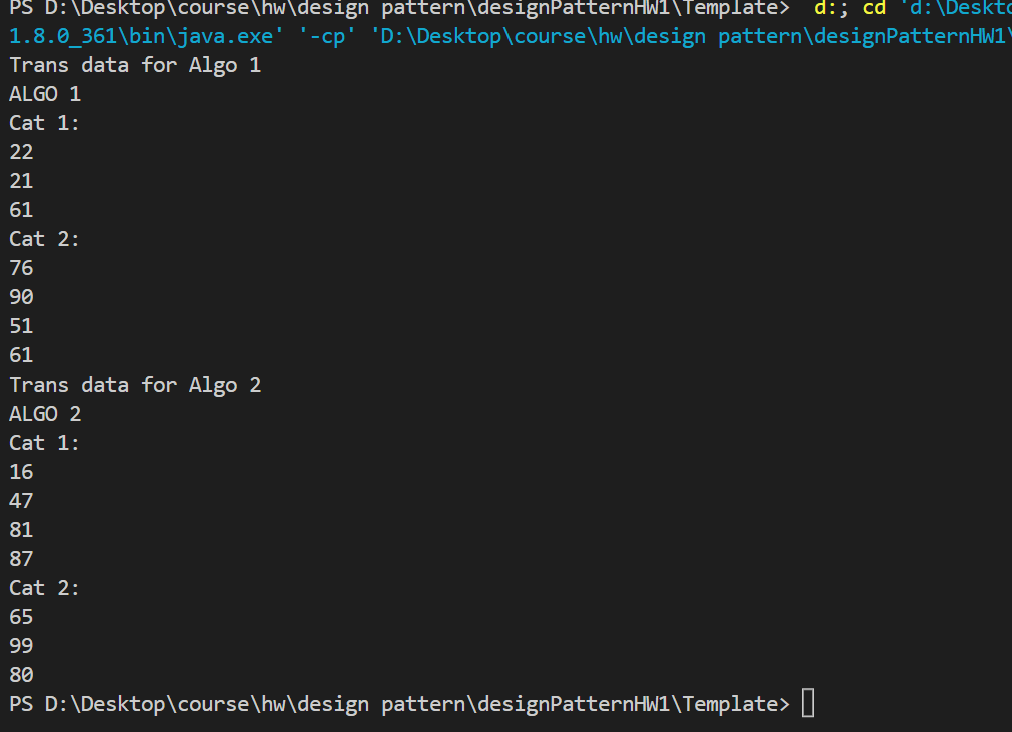 PS D:\Desktop\course\hw\design pattern\designPatternHW1\Template>  d:; cd 'd:\Deskto
1.8.0_361\bin\java.exe' '-cp' 'D:\Desktop\course\hw\design pattern\designPatternHW1\
Trans data for Algo 1
ALGO 1
Cat 1:
22
21
61
Cat 2:
76
90
51
61
Trans data for Algo 2
ALGO 2
Cat 1:
16
47
81
87
Cat 2:
65
99
80
PS D:\Desktop\course\hw\design pattern\designPatternHW1\Template>